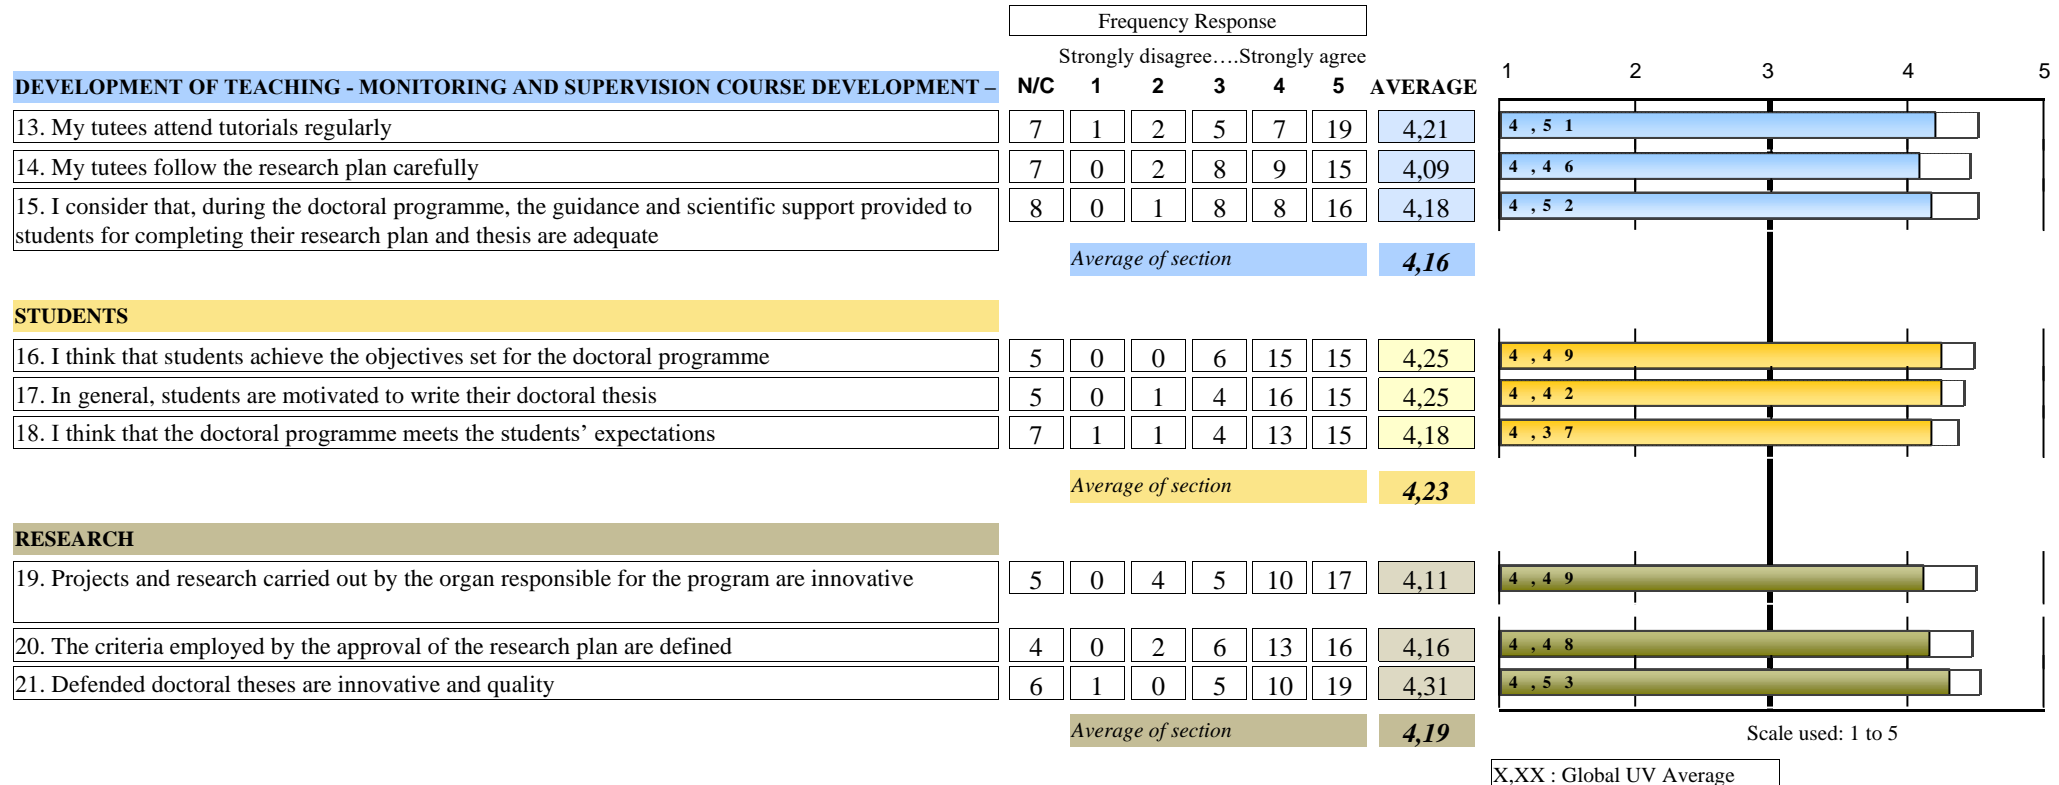 Frequency Response
Strongly disagree….Strongly agree
DEVELOPMENT OF TEACHING - MONITORING AND SUPERVISION COURSE DEVELOPMENT – N/C 1 2 3 4 5 AVERAGE 1 2 3 4 5
13. My tutees attend tutorials regularly 7 1 2 5 7 19 4,21 4,51
14. My tutees follow the research plan carefully 7 0 2 8 9 15 4,09 4,46
15. I consider that, during the doctoral programme, the guidance and scientific support provided to 8 0 1 8 8 16 4,18 4,52
students for completing their research plan and thesis are adequate
Average of section 4,16
STUDENTS
16. I think that students achieve the objectives set for the doctoral programme 5 0 0 6 15 15 4,25 4,49
17. In general, students are motivated to write their doctoral thesis 5 0 1 4 16 15 4,25 4,42
18. I think that the doctoral programme meets the students’ expectations 7 1 1 4 13 15 4,18 4,37
Average of section 4,23
RESEARCH
19. Projects and research carried out by the organ responsible for the program are innovative 5 0 4 5 10 17 4,11 4,49
20. The criteria employed by the approval of the research plan are defined 4 0 2 6 13 16 4,16 4,48
21. Defended doctoral theses are innovative and quality 6 1 0 5 10 19 4,31 4,53
Average of section 4,19
Scale used: 1 to 5
X,XX : Global UV Average